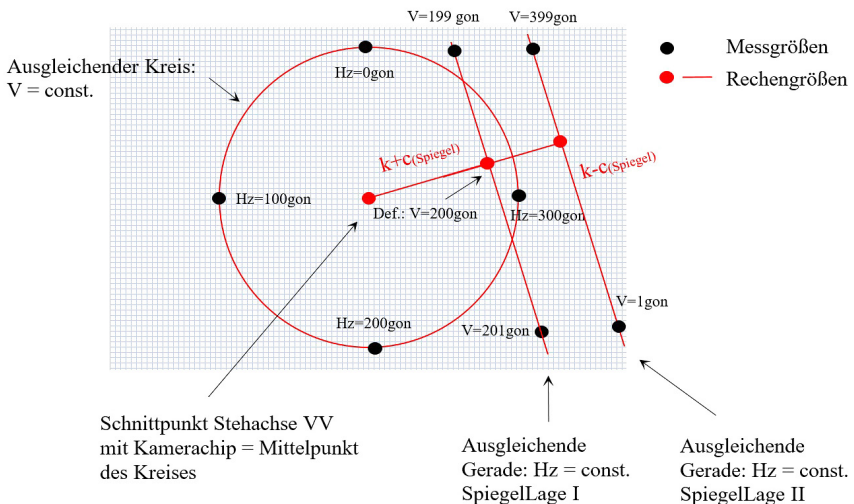 V=199 gon
V=399gon
Messgrößen
Rechengrößen
Ausgleichender Kreis:
V = const.
Hz=0gon
k+c(Spiegel)
k-c(Spiegel)
Hz=100gon
Def.: V=200gon
Hz=300gon
Hz=200gon
V=201gon
V=1gon
Schnittpunkt Stehachse VV
mit Kamerachip = Mittelpunkt
des Kreises
Ausgleichende
Gerade: Hz = const.
SpiegelLage I
Ausgleichende
Gerade: Hz = const.
SpiegelLage II